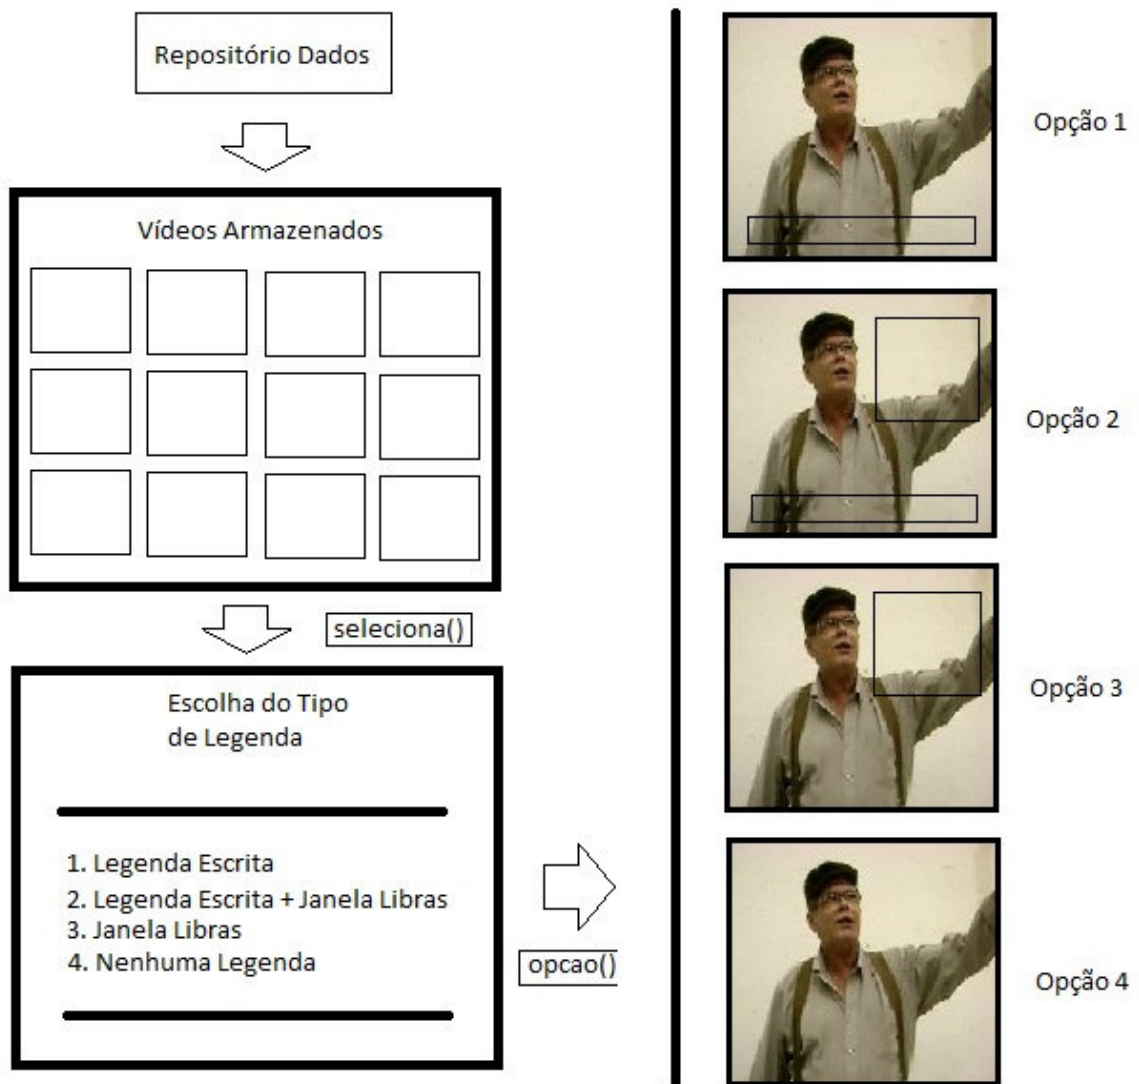 Repositório Dados
Vídeos Armazenados
seleciona()
Escolha do Tipo
de Legenda
1. Legenda Escrita
2. Legenda Escrita + Janela Libras
3. Janela Libras
4. Nenhuma Legenda
opcao()
Opção 1
Opção 2
Opção 3
Opção 4